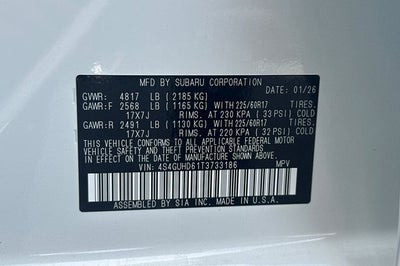 MFD BY SUBARU CORPORATION DATE 01/26
GVWR: 4817 LB (2185 KG)
GAWR:F 2568 LB (1165 KG) WITH 225/60R17 TIRES.
17X7J RIMS. AT 230 KPA (33 PSI) COLD
GAWR:R 2491 LB (1130 KG) WITH 225/60R17 TIRES.
17X7J RIMS. AT 220 KPA (32 PSI) COLD
THIS VEHICLE CONFORMS TO ALL APPLICABLE FEDERAL MOTOR
VEHICLE SAFETY AND THEFT PREVENTION STANDARDS IN EFFECT ON
THE DATE OF MANUFACTURE SHOWN ABOVE.
VIN: 4S4GUHD61T3733186 MPV
ASSEMBLED BY SIA INC. MADE IN U.S.A.